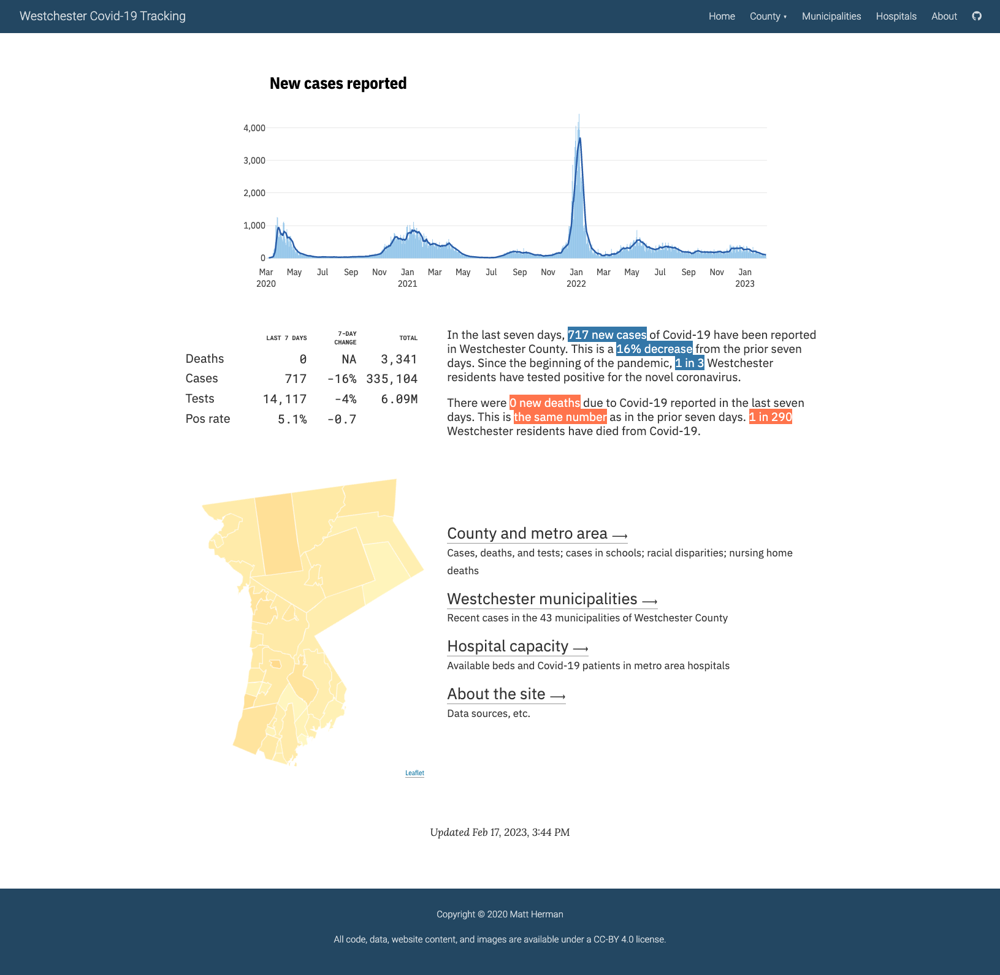 Westchester Covid-19 Tracking
Home County ▾ Municipalities Hospitals About
New cases reported
4,000
3,000
2,000
1,000
0
Mar May Jul Sep Nov Jan Mar May Jul Sep Nov Jan Mar May Jul Sep Nov Jan
2020 2021 2022 2023
LAST 7 DAYS 7-DAY CHANGE TOTAL
Deaths 0 NA 3,341
Cases 717 -16% 335,104
Tests 14,117 -4% 6.09M
Pos rate 5.1% -0.7
In the last seven days, 717 new cases of Covid-19 have been reported
in Westchester County. This is a 16% decrease from the prior seven
days. Since the beginning of the pandemic, 1 in 3 Westchester
residents have tested positive for the novel coronavirus.
There were 0 new deaths due to Covid-19 reported in the last seven
days. This is the same number as in the prior seven days. 1 in 290
Westchester residents have died from Covid-19.
County and metro area ⟶
Cases, deaths, and tests; cases in schools; racial disparities; nursing home
deaths
Westchester municipalities ⟶
Recent cases in the 43 municipalities of Westchester County
Hospital capacity ⟶
Available beds and Covid-19 patients in metro area hospitals
About the site ⟶
Data sources, etc.
Leaflet
Updated Feb 17, 2023, 3:44 PM
Copyright © 2020 Matt Herman
All code, data, website content, and images are available under a CC-BY 4.0 license.